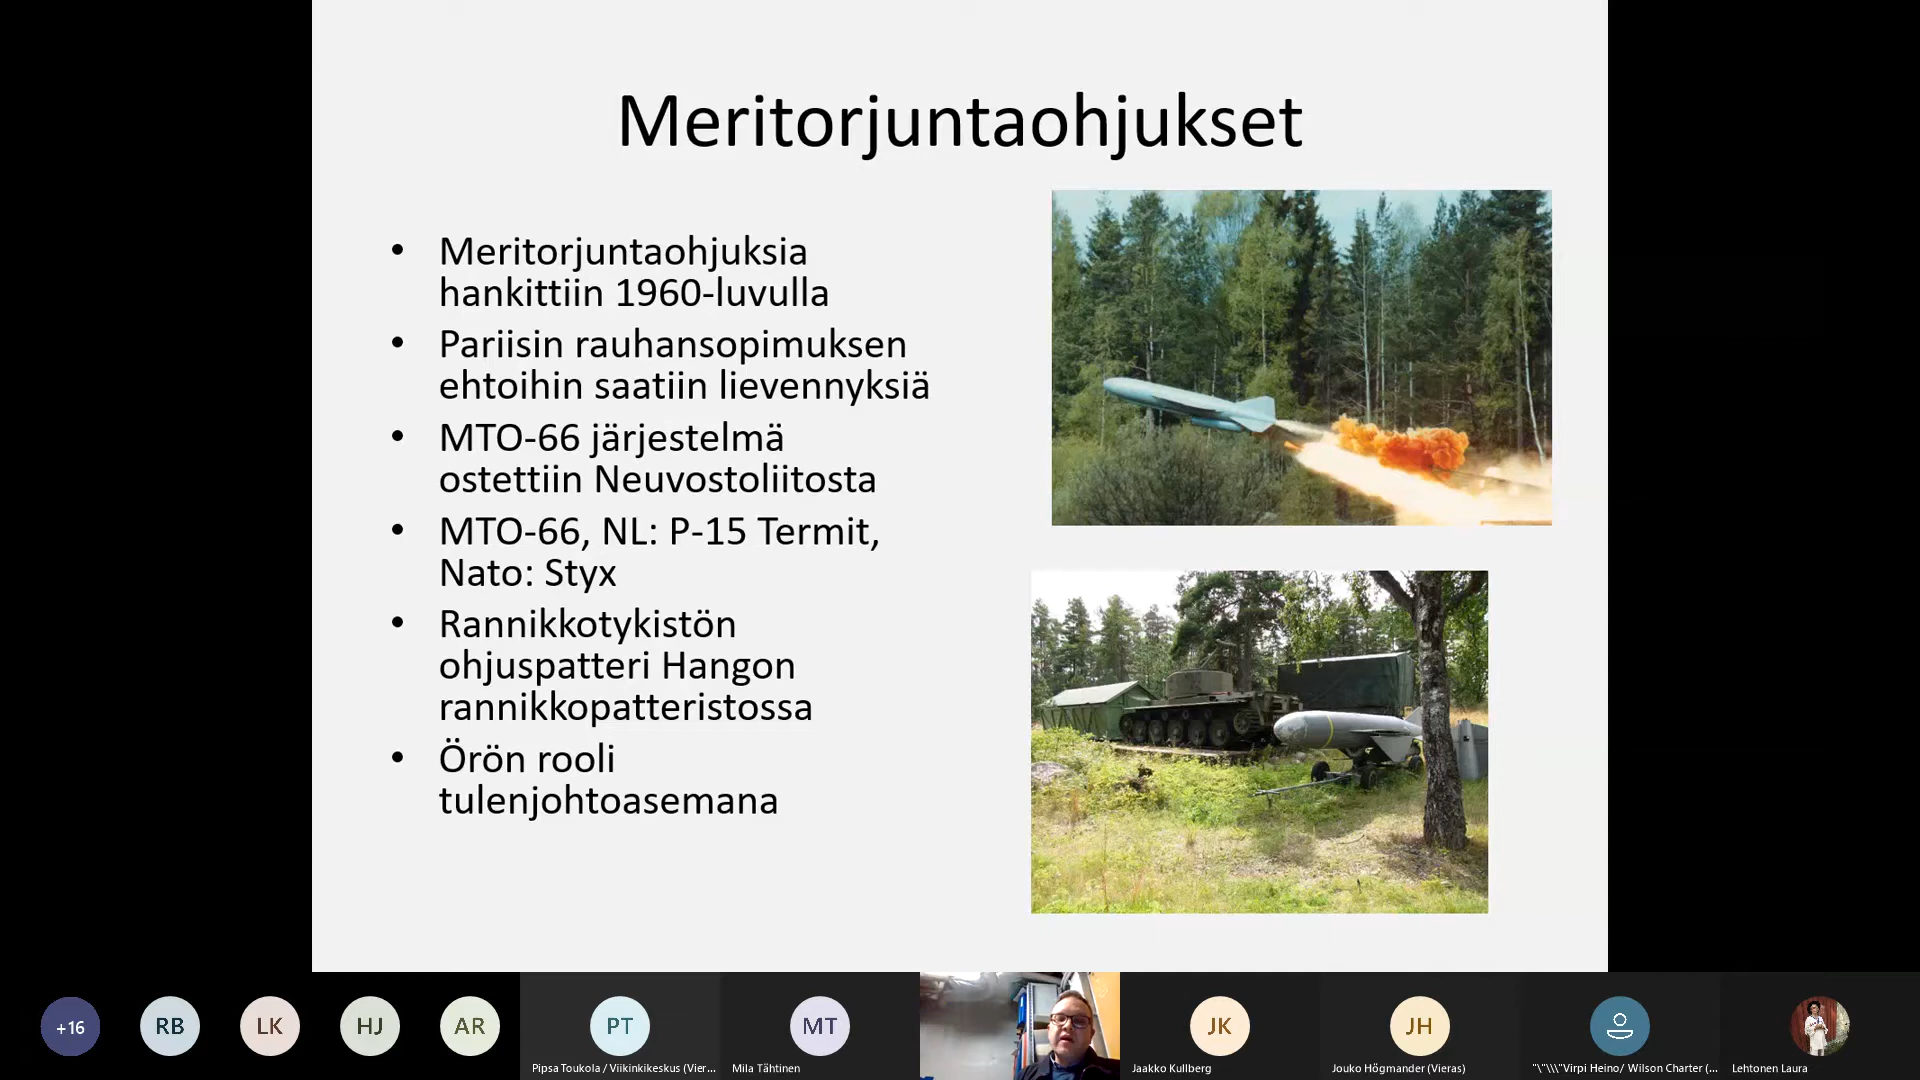 Meritorjuntaohjukset
• Meritorjuntaohjuksia
hankittiin 1960-luvulla
• Pariisin rauhansopimuksen
ehtoihin saatiin lievennyksiä
• MTO-66 järjestelmä
ostettiin Neuvostoliitosta
• MTO-66, NL: P-15 Termit,
Nato: Styx
• Rannikkotykistön
ohjuspatteri Hangon
rannikkopatteristossa
• Örön rooli
tulenjohtoasemana
+16
RB
LK
HJ
AR
PT
Pipsa Toukola / Viikinkikeskus (Vier...
MT
Mila Tähtinen
JK
Jaakko Kullberg
JH
Jouko Högmander (Vieras)
"\"\\\"Virpi Heino/ Wilson Charter (...
Lehtonen Laura